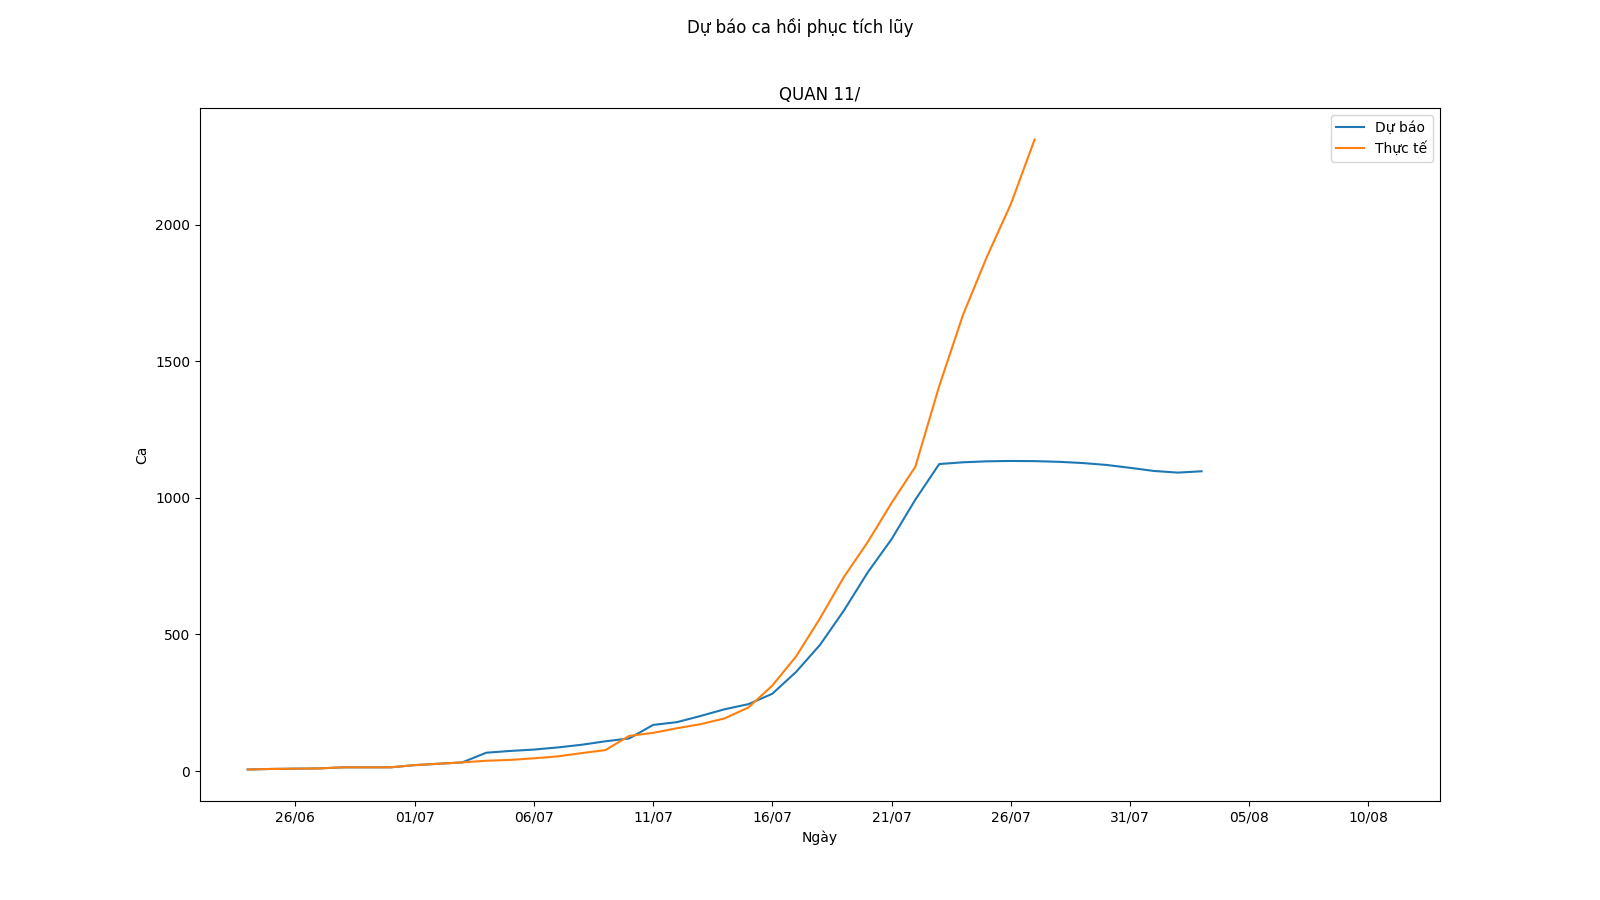 Dự báo ca hồi phục tích lũy
QUAN 11/
Dự báo
Thực tế
2000
1500
1000
500
0
Ca
26/06 01/07 06/07 11/07 16/07 21/07 26/07 31/07 05/08 10/08
Ngày